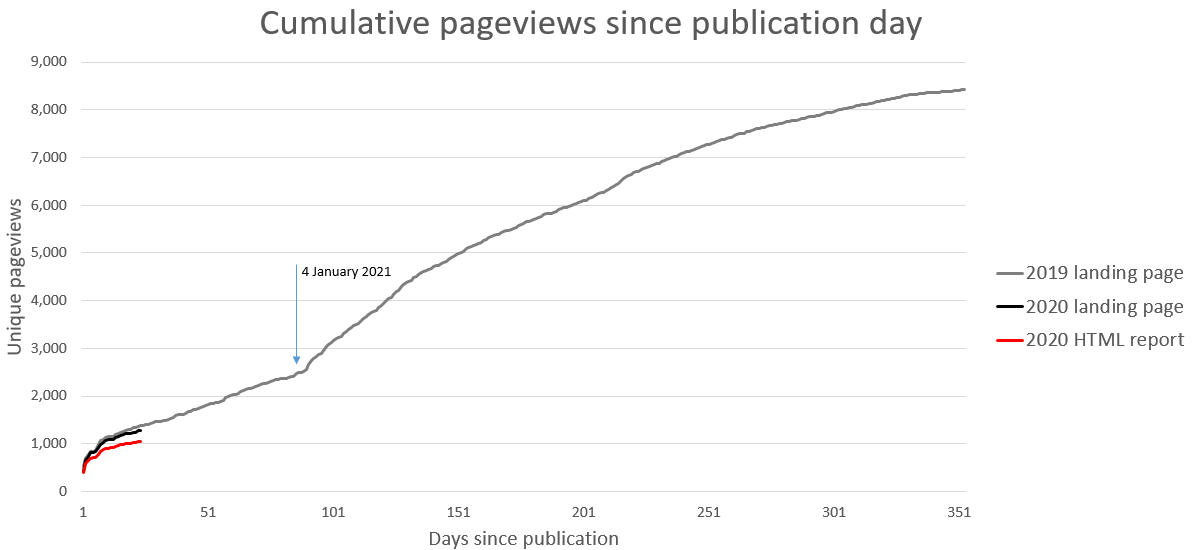 Cumulative pageviews since publication day
9,000
8,000
7,000
6,000
5,000
4,000
3,000
2,000
1,000
0
Unique pageviews
4 January 2021
1
51
101
151
201
251
301
351
Days since publication
2019 landing page
2020 landing page
2020 HTML report